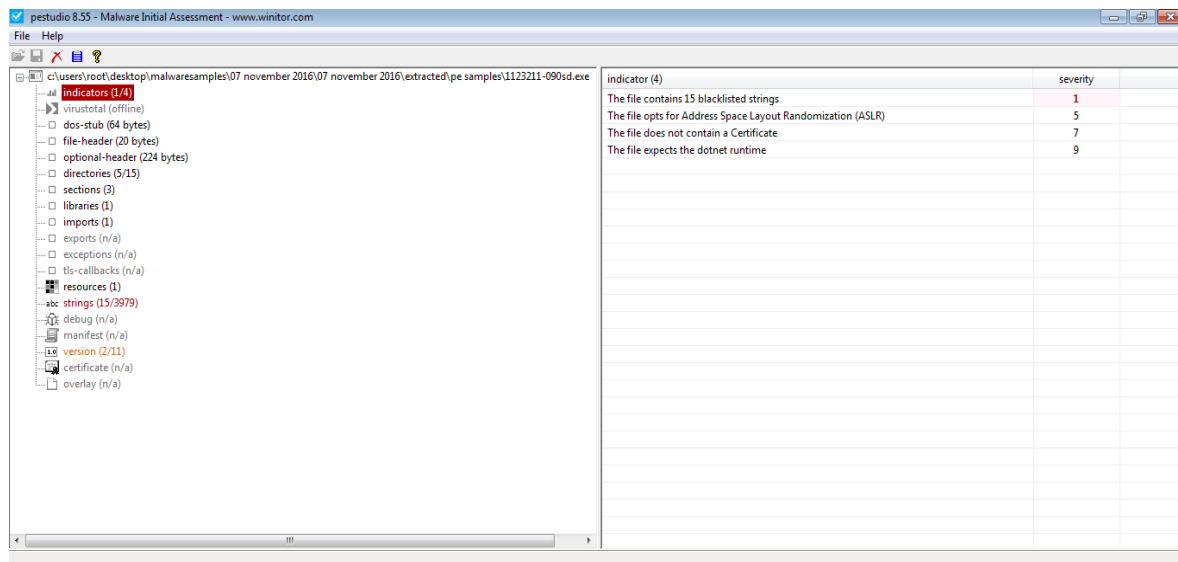 pestudio 8.55 - Malware Initial Assessment - www.winitor.com
File Help
c:\users\root\desktop\malwaresamples\07 november 2016\07 november 2016\extracted\pe samples\1123211-090sd.exe
indicators (1/4)
virustotal (offline)
dos-stub (64 bytes)
file-header (20 bytes)
optional-header (224 bytes)
directories (5/15)
sections (3)
libraries (1)
imports (1)
exports (n/a)
exceptions (n/a)
tls-callbacks (n/a)
resources (1)
abc strings (15/3979)
debug (n/a)
manifest (n/a)
1.0 version (2/11)
certificate (n/a)
overlay (n/a)
indicator (4) severity
The file contains 15 blacklisted strings 1
The file opts for Address Space Layout Randomization (ASLR) 5
The file does not contain a Certificate 7
The file expects the dotnet runtime 9